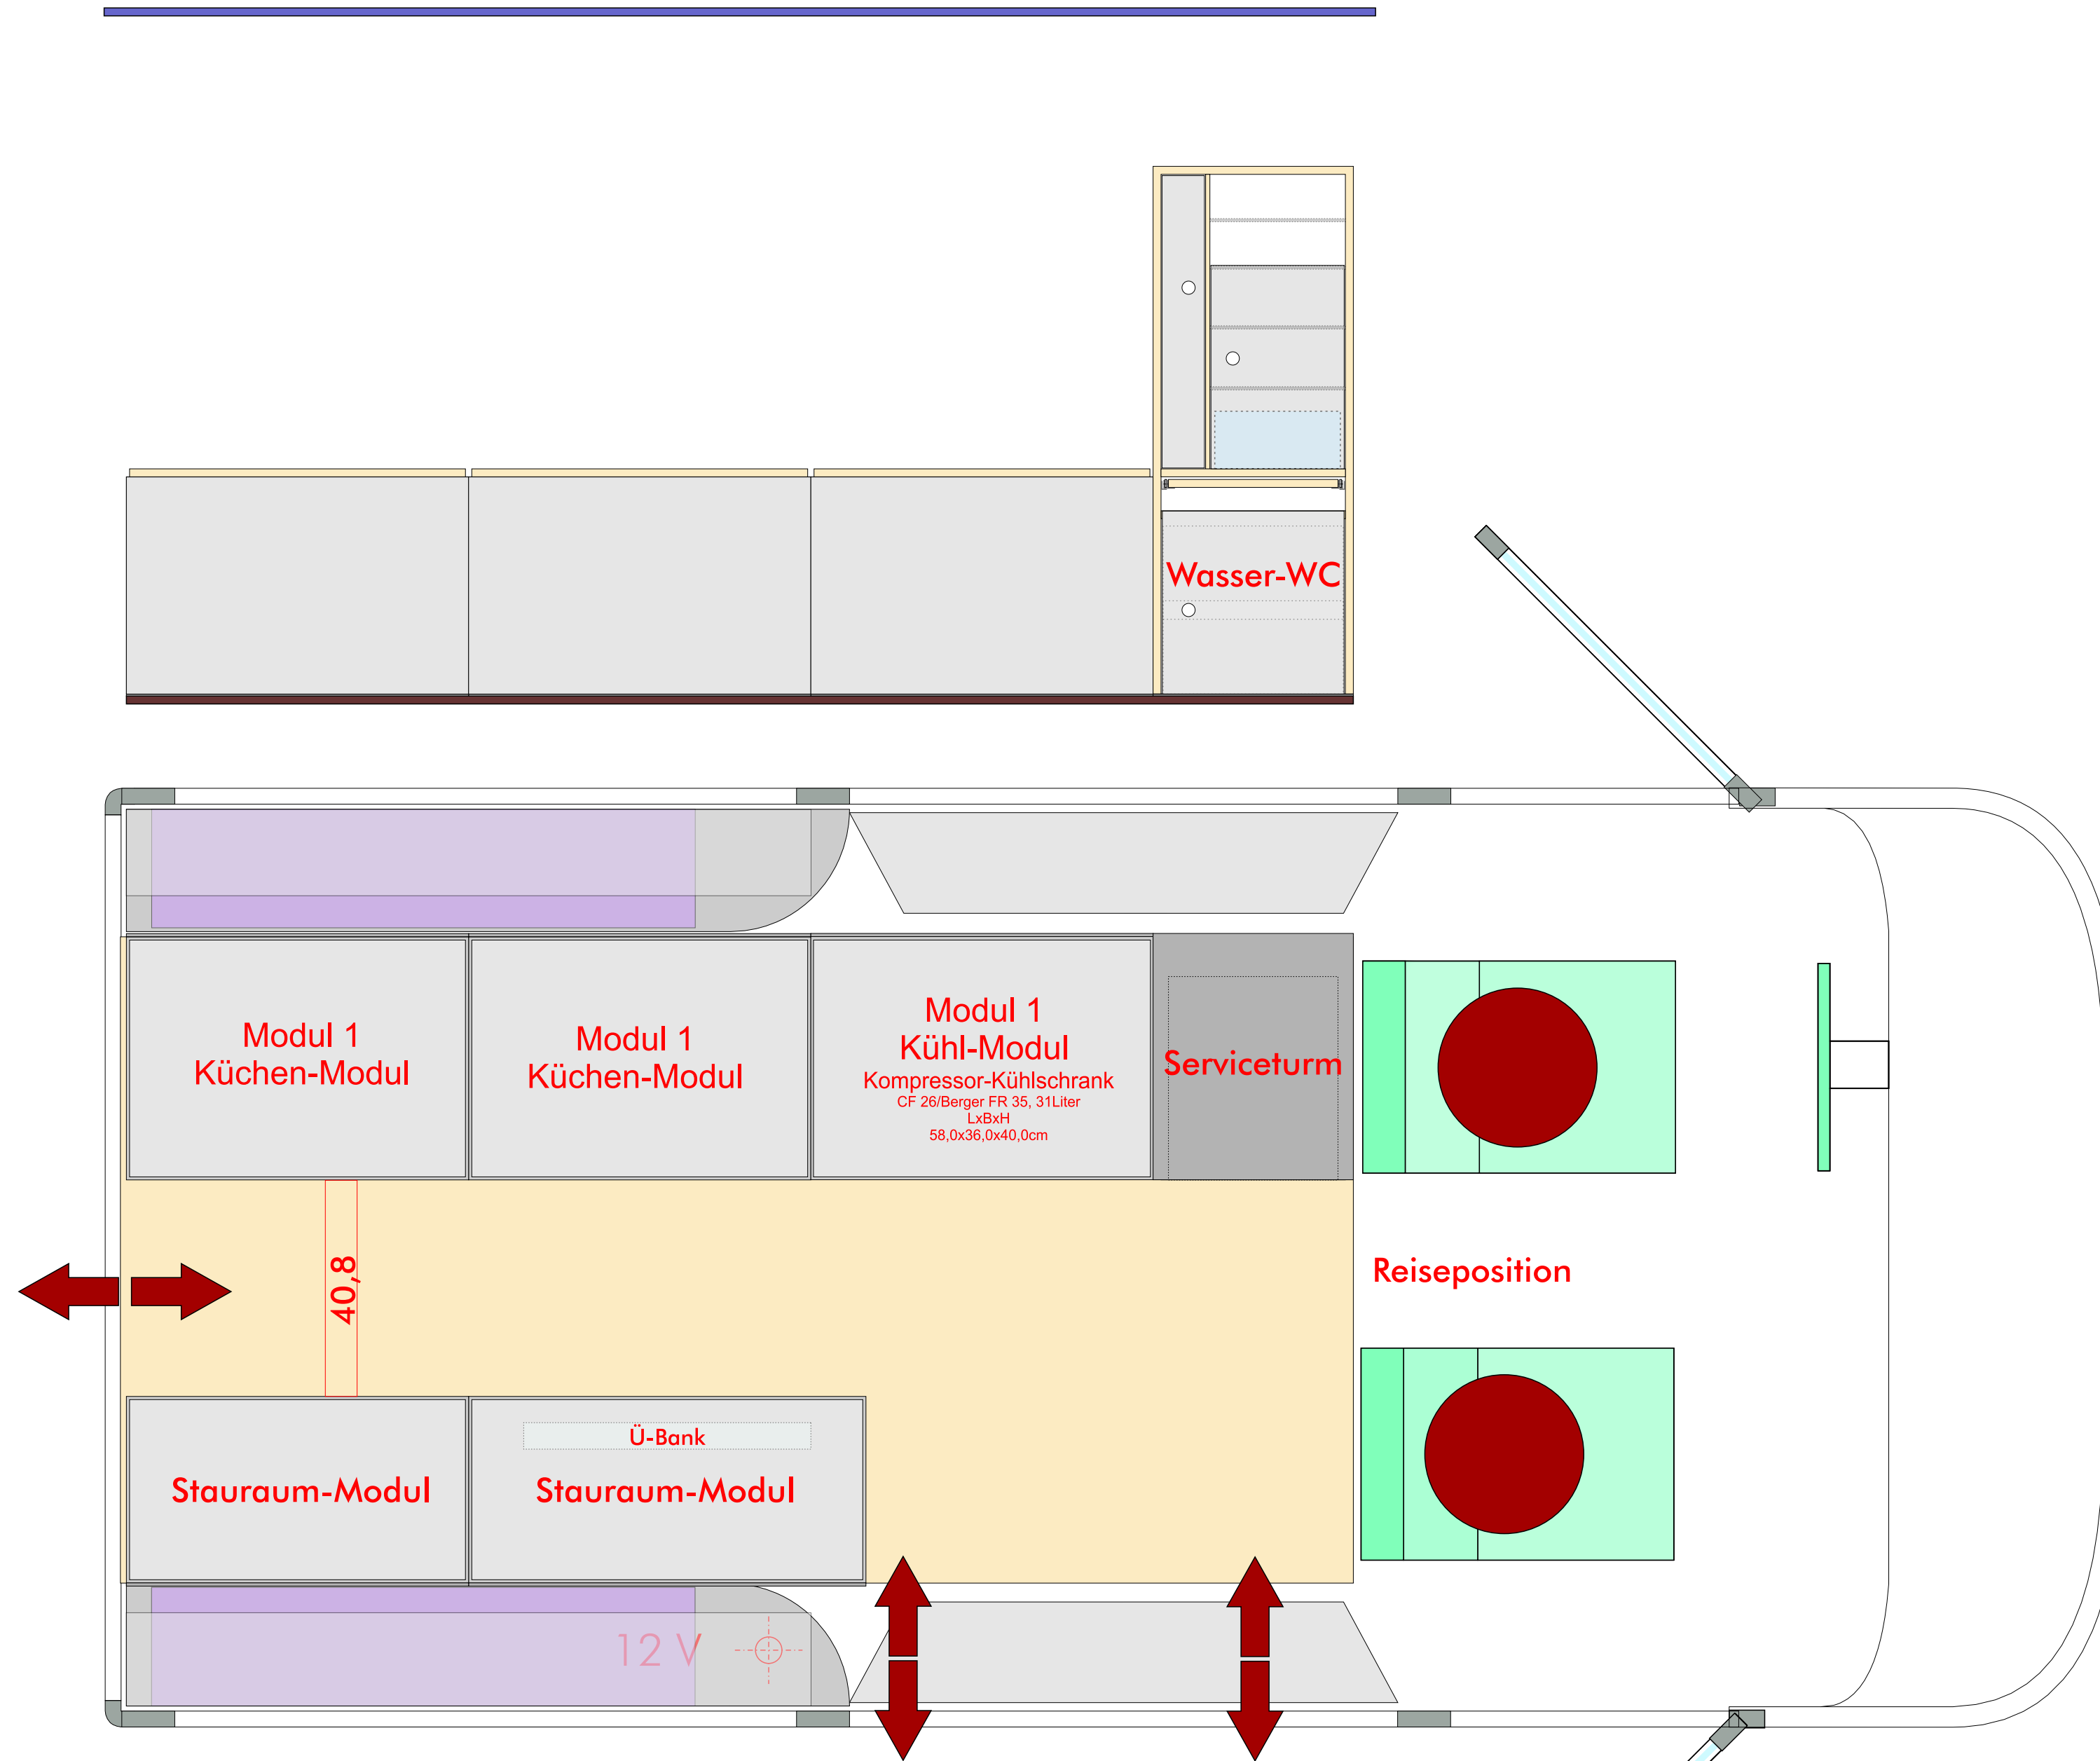 Wasser-WC
Modul 1
Küchen-Modul
Modul 1
Küchen-Modul
Modul 1
Kühl-Modul
Kompressor-Kühlschrank
CF 26/Berger FR 35, 31Liter
LxBxH
58,0x36,0x40,0cm
Serviceturm
40,8
Reiseposition
Stauraum-Modul
Ü-Bank
Stauraum-Modul
12 V